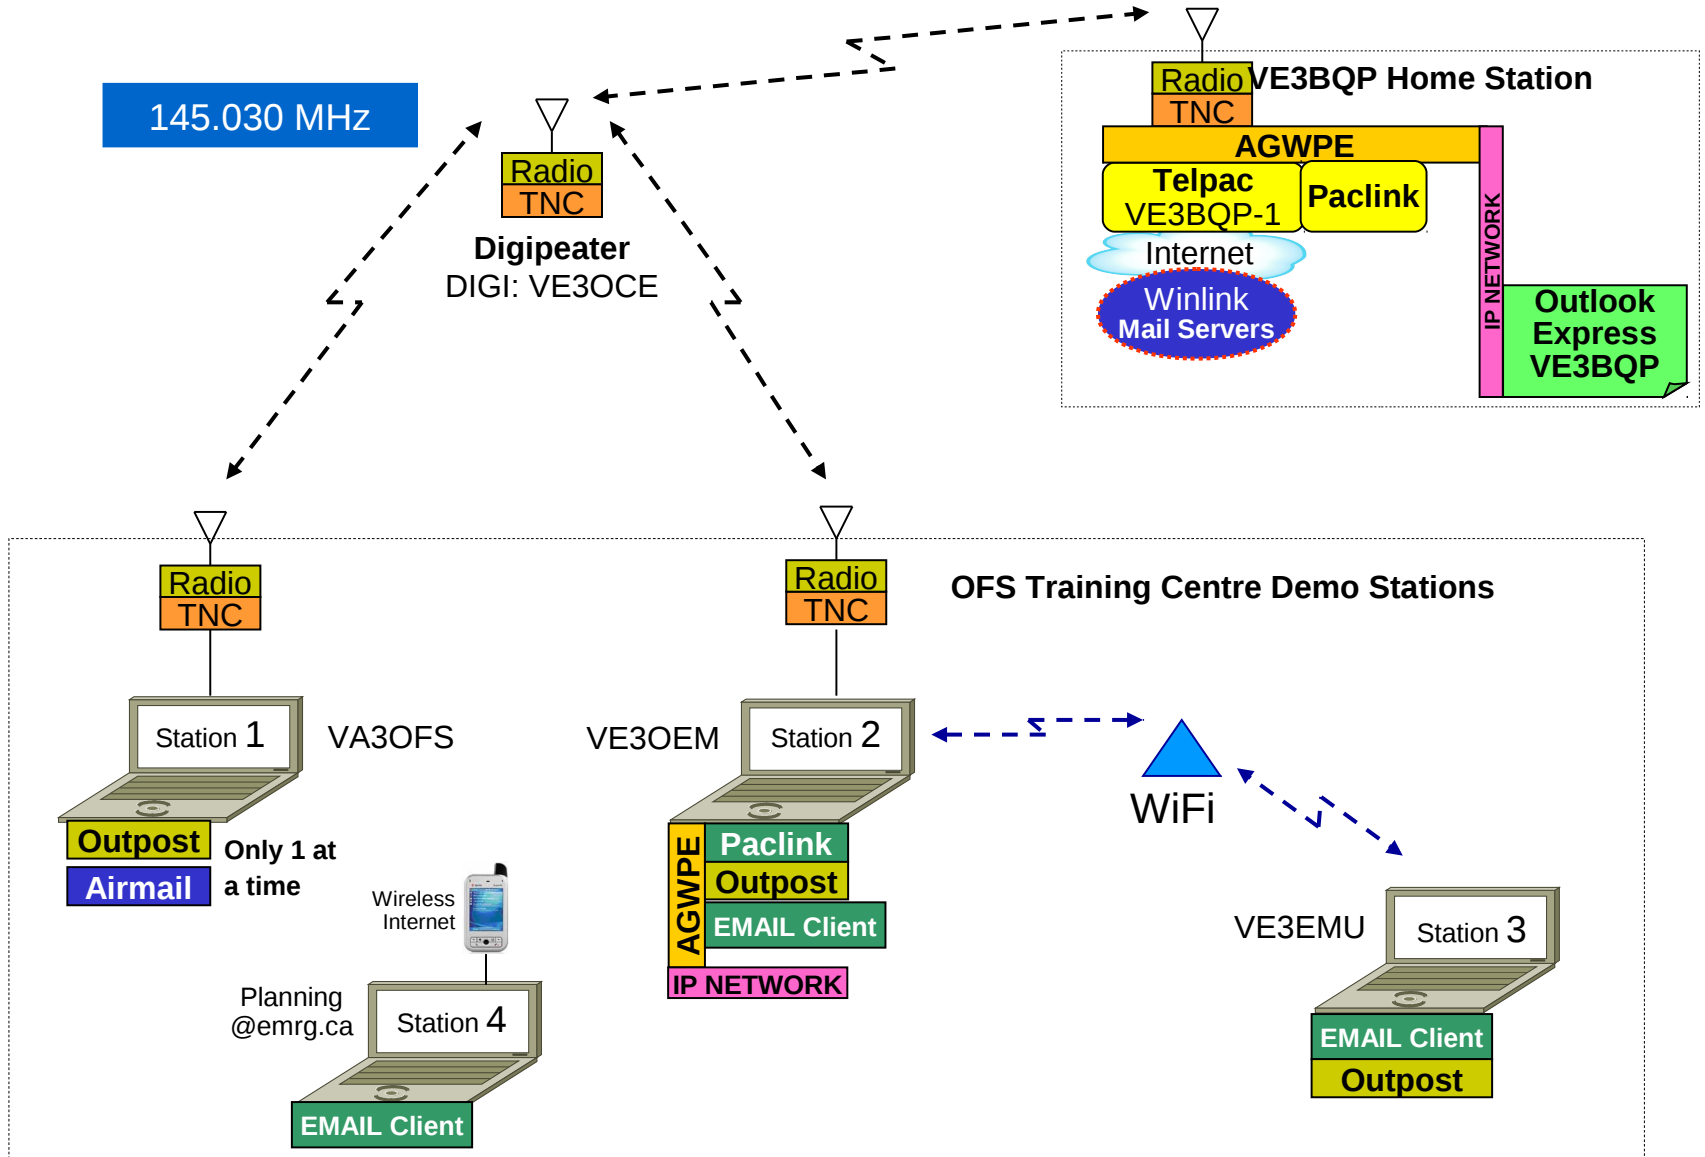 145.030 MHz
Radio
TNC
Digipeater
DIGI: VE3OCE
VE3BQP Home Station
Radio
TNC
AGWPE
Telpac
VE3BQP-1
Paclink
Internet
Winlink
Mail Servers
IP NETWORK
Outlook
Express
VE3BQP
OFS Training Centre Demo Stations
Radio
TNC
Station 1
VA3OFS
Outpost
Airmail
Only 1 at
a time
Radio
TNC
VE3OEM
Station 2
AGWPE
Paclink
Outpost
EMAIL Client
IP NETWORK
WiFi
VE3EMU
Station 3
EMAIL Client
Outpost
Wireless
Internet
Planning
@emrg.ca
Station 4
EMAIL Client